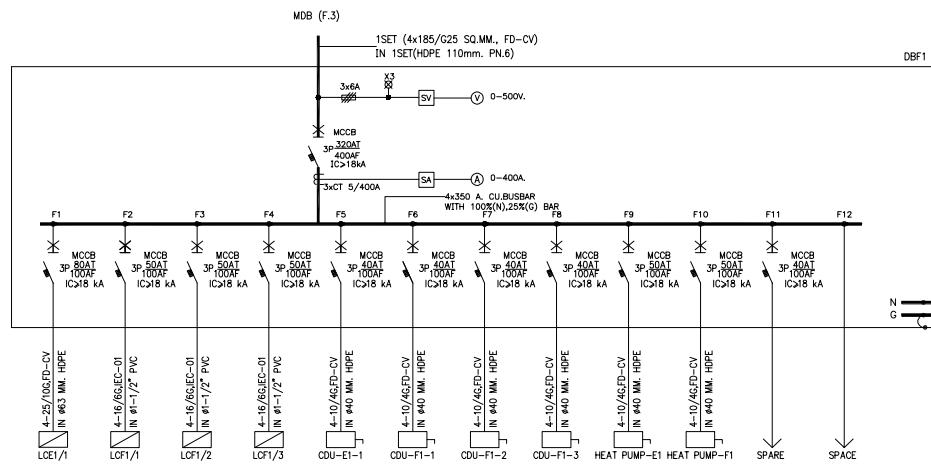 MDB (F.3)
1SET (4x185/G25 SQ.MM., FD-CV)
IN 1SET(HDPE 110mm. PN.6)
DBF1
X3
3x6A
SV
V
0-500V.
MCCB
3P 320AT
400AF
IC>18kA
SA
A
0-400A.
3xCT 5/400A
4x350 A. CU.BUSBAR
WITH 100%(N),25%(G) BAR
F1 F2 F3 F4 F5 F6 F7 F8 F9 F10 F11 F12
MCCB
3P 80AT
100AF
IC>18 kA
MCCB
3P 50AT
100AF
IC>18 kA
MCCB
3P 50AT
100AF
IC>18 kA
MCCB
3P 50AT
100AF
IC>18 kA
MCCB
3P 40AT
100AF
IC>18 kA
MCCB
3P 40AT
100AF
IC>18 kA
MCCB
3P 40AT
100AF
IC>18 kA
MCCB
3P 40AT
100AF
IC>18 kA
MCCB
3P 50AT
100AF
IC>18 kA
MCCB
3P 50AT
100AF
IC>18 kA
MCCB
3P 40AT
100AF
IC>18 kA
N
G
4-25/10G,FD-CV
IN ø63 MM. HDPE
4-16/6G,IEC-01
IN ø1-1/2" PVC
4-16/6G,IEC-01
IN ø1-1/2" PVC
4-16/6G,IEC-01
IN ø1-1/2" PVC
4-10/4G,FD-CV
IN ø40 MM. HDPE
4-10/4G,FD-CV
IN ø40 MM. HDPE
4-10/4G,FD-CV
IN ø40 MM. HDPE
4-10/4G,FD-CV
IN ø40 MM. HDPE
4-10/4G,FD-CV
IN ø40 MM. HDPE
4-10/4G,FD-CV
IN ø40 MM. HDPE
LCE1/1 LCF1/1 LCF1/2 LCF1/3 CDU-E1-1 CDU-F1-1 CDU-F1-2 CDU-F1-3 HEAT PUMP-E1 HEAT PUMP-F1 SPARE SPACE